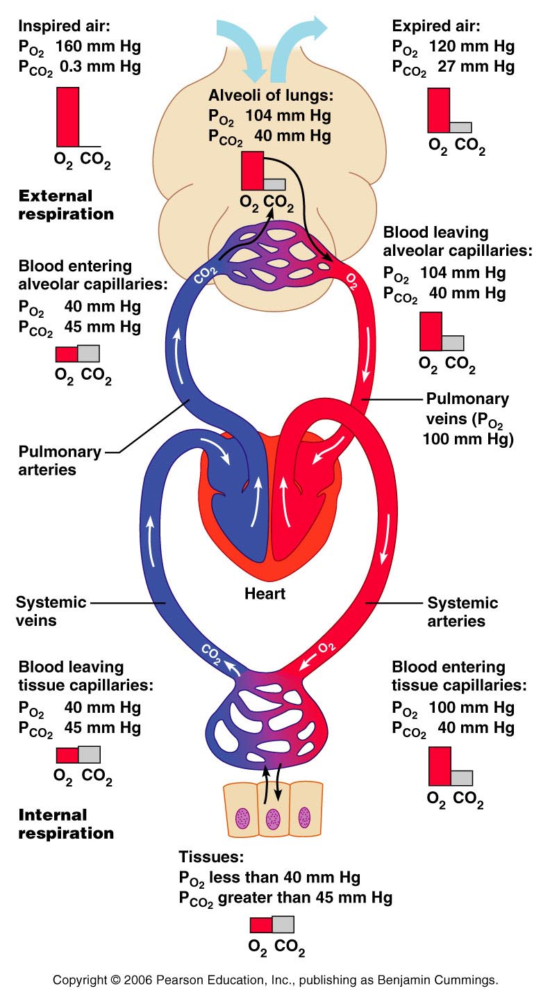 Inspired air:
PO2 160 mm Hg
PCO2 0.3 mm Hg
O2 CO2
Expired air:
PO2 120 mm Hg
PCO2 27 mm Hg
O2 CO2
Alveoli of lungs:
PO2 104 mm Hg
PCO2 40 mm Hg
O2 CO2
External
respiration
Blood entering
alveolar capillaries:
PO2 40 mm Hg
PCO2 45 mm Hg
O2 CO2
CO2
O2
Blood leaving
alveolar capillaries:
PO2 104 mm Hg
PCO2 40 mm Hg
O2 CO2
Pulmonary
arteries
Pulmonary
veins (PO2
100 mm Hg)
Heart
Systemic
veins
Systemic
arteries
CO2
O2
Blood leaving
tissue capillaries:
PO2 40 mm Hg
PCO2 45 mm Hg
O2 CO2
Blood entering
tissue capillaries:
PO2 100 mm Hg
PCO2 40 mm Hg
O2 CO2
Internal
respiration
Tissues:
PO2 less than 40 mm Hg
PCO2 greater than 45 mm Hg
O2 CO2
Copyright © 2006 Pearson Education, Inc., publishing as Benjamin Cummings.